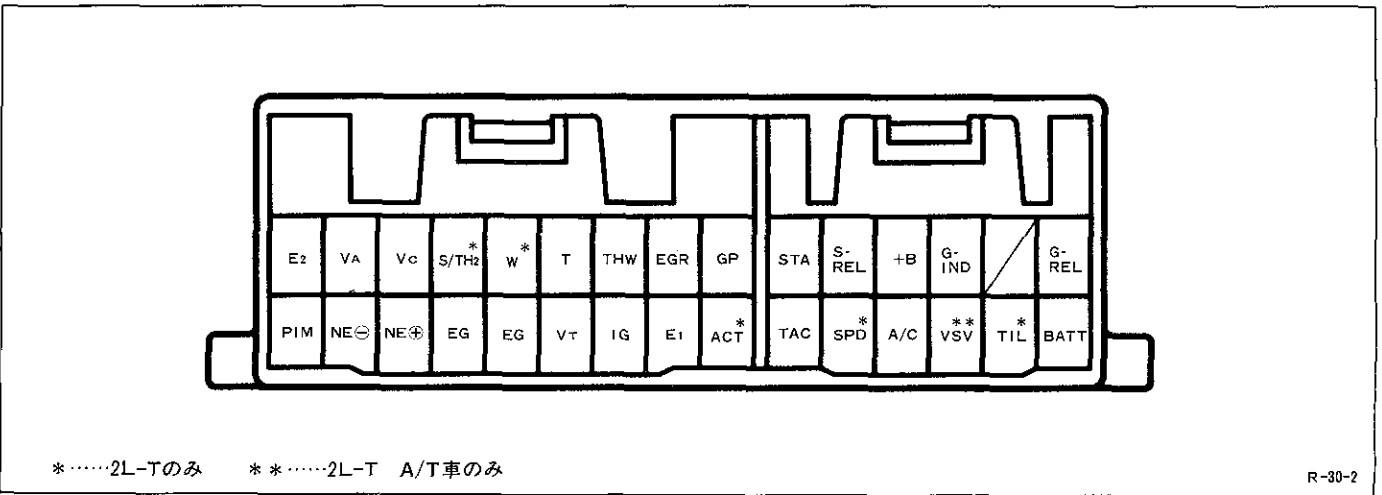 E2 VA VC S/TH2* W* T THW EGR GP STA S-REL +B G-IND G-REL
PIM NE⊖ NE⊕ EG EG VT IG E1 ACT* TAC SPD* A/C VSV** TIL* BATT
*……2L-Tのみ **……2L-T A/T車のみ
R-30-2